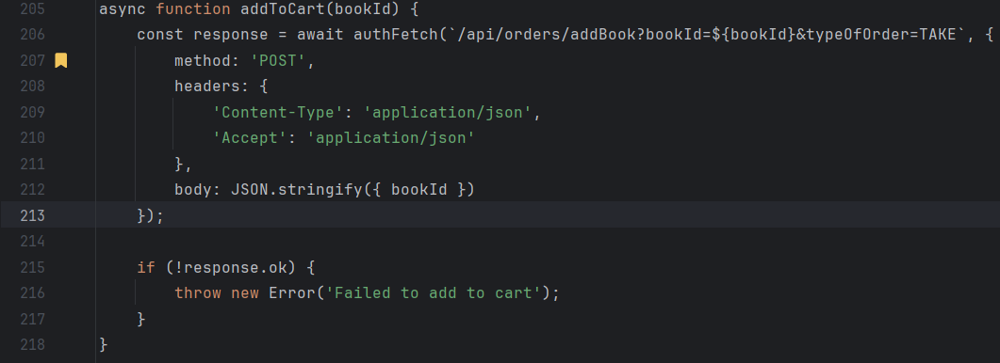 205 async function addToCart(bookId) {
206     const response = await authFetch(`/api/orders/addBook?bookId=${bookId}&typeOfOrder=TAKE`, {
207         method: 'POST',
208         headers: {
209             'Content-Type': 'application/json',
210             'Accept': 'application/json'
211         },
212         body: JSON.stringify({ bookId })
213     });
214
215     if (!response.ok) {
216         throw new Error('Failed to add to cart');
217     }
218 }